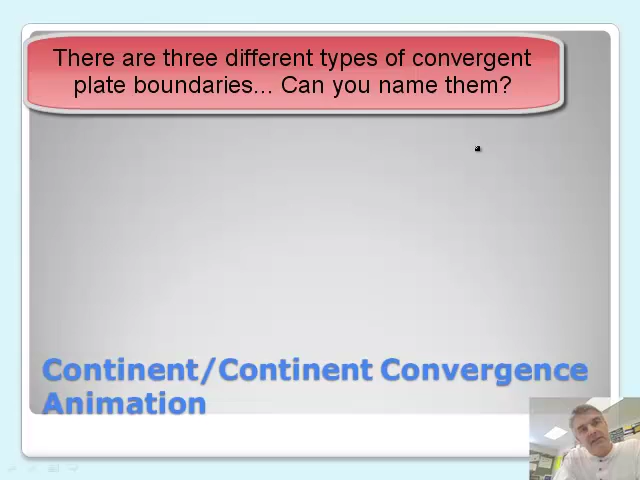 There are three different types of convergent
plate boundaries... Can you name them?
Continent/Continent Convergence
Animation